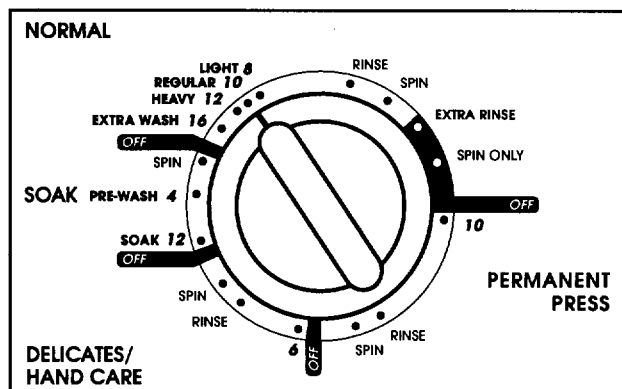 NORMAL
LIGHT 8
REGULAR 10
HEAVY 12
EXTRA WASH 16
OFF
SPIN
SOAK
PRE-WASH 4
SOAK 12
OFF
SPIN
RINSE
DELICATES/
HAND CARE
6
OFF
SPIN
RINSE
PERMANENT
PRESS
10
OFF
SPIN ONLY
EXTRA RINSE
SPIN
RINSE